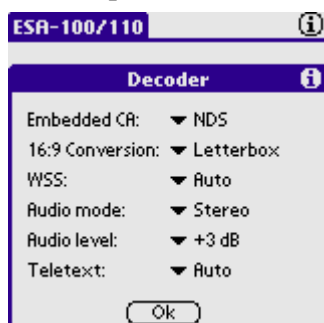 ESA-100/110
Decoder
Embedded CA: NDS
16:9 Conversion: Letterbox
WSS: Auto
Audio mode: Stereo
Audio level: +3 dB
Teletext: Auto
Ok